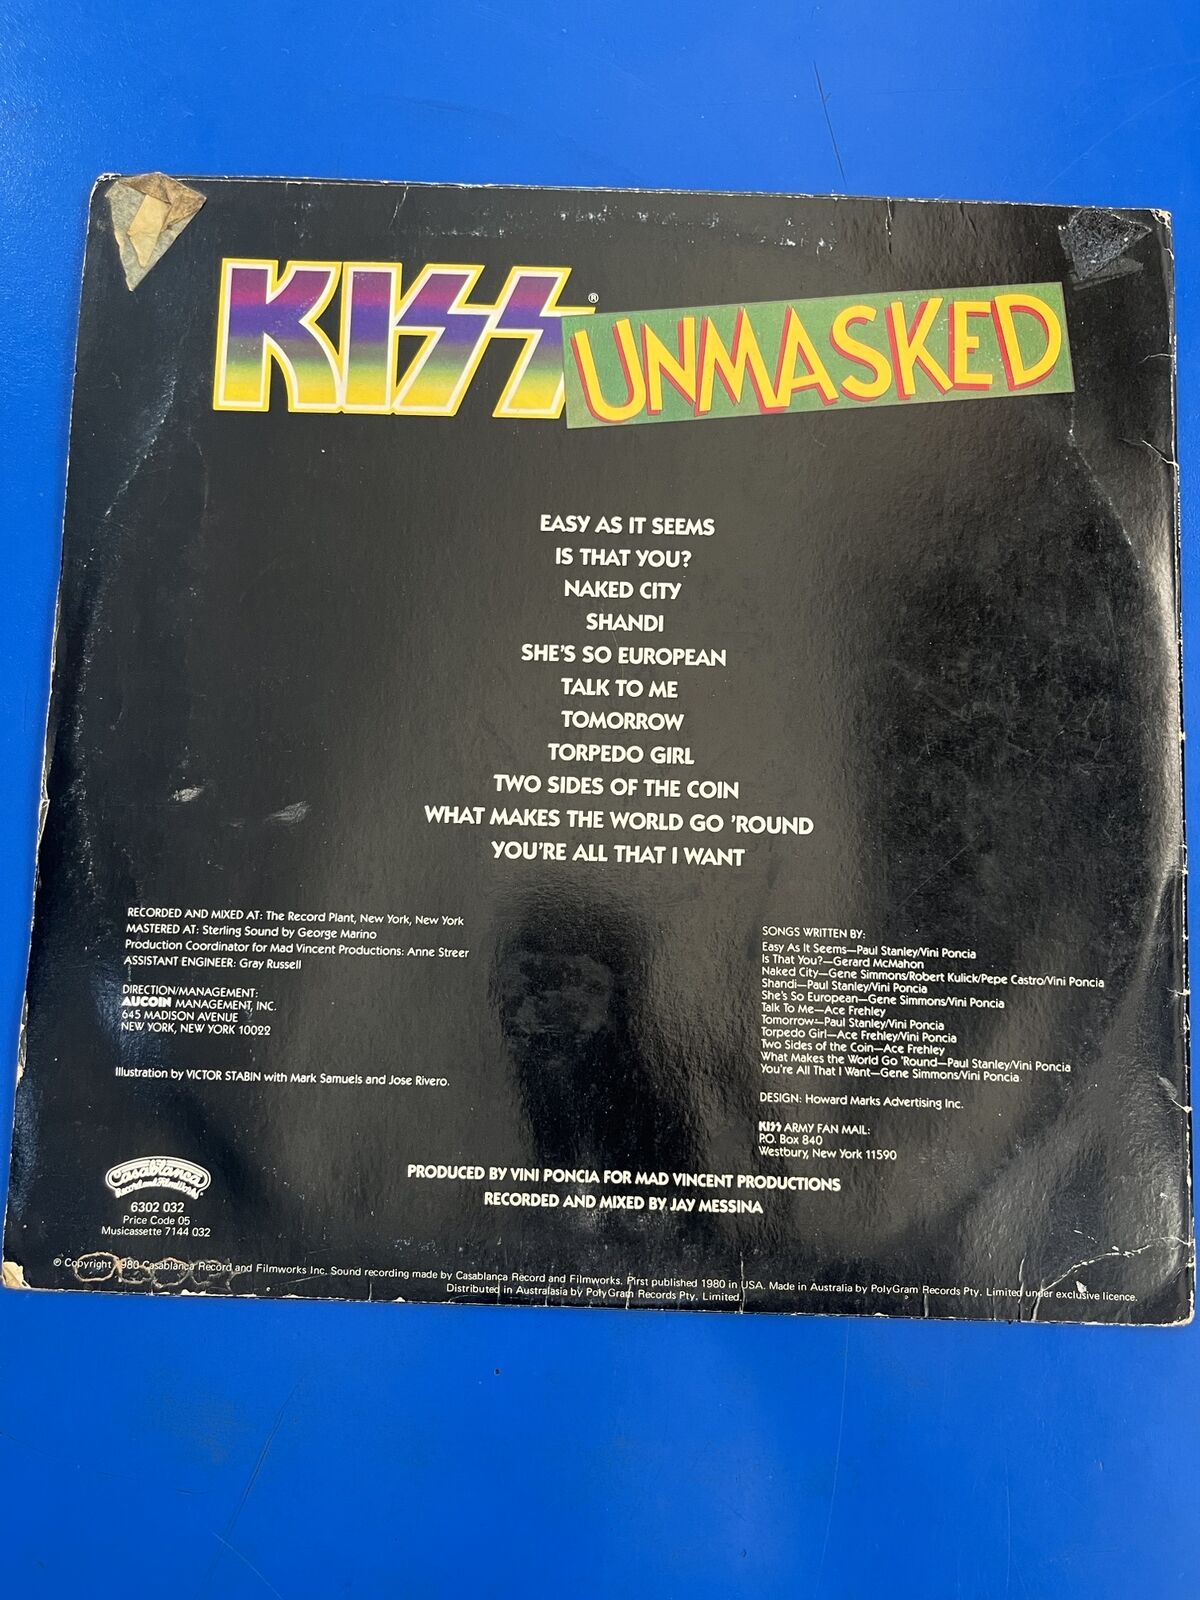 KISS® UNMASKED
EASY AS IT SEEMS
IS THAT YOU?
NAKED CITY
SHANDI
SHE'S SO EUROPEAN
TALK TO ME
TOMORROW
TORPEDO GIRL
TWO SIDES OF THE COIN
WHAT MAKES THE WORLD GO 'ROUND
YOU'RE ALL THAT I WANT
RECORDED AND MIXED AT: The Record Plant, New York, New York
MASTERED AT: Sterling Sound by George Marino
Production Coordinator for Mad Vincent Productions: Anne Streer
ASSISTANT ENGINEER: Gray Russell
DIRECTION/MANAGEMENT:
AUCOIN MANAGEMENT, INC.
645 MADISON AVENUE
NEW YORK, NEW YORK 10022
Illustration by VICTOR STABIN with Mark Samuels and Jose Rivero.
SONGS WRITTEN BY:
Easy As It Seems—Paul Stanley/Vini Poncia
Is That You?—Gerard McMahon
Naked City—Gene Simmons/Robert Kulick/Pepe Castro/Vini Poncia
Shandi—Paul Stanley/Vini Poncia
She's So European—Gene Simmons/Vini Poncia
Talk To Me—Ace Frehley
Tomorrow—Paul Stanley/Vini Poncia
Torpedo Girl—Ace Frehley/Vini Poncia
Two Sides of the Coin—Ace Frehley
What Makes the World Go 'Round—Paul Stanley/Vini Poncia
You're All That I Want—Gene Simmons/Vini Poncia
DESIGN: Howard Marks Advertising Inc.
KISS ARMY FAN MAIL:
P.O. Box 840
Westbury, New York 11590
PRODUCED BY VINI PONCIA FOR MAD VINCENT PRODUCTIONS
RECORDED AND MIXED BY JAY MESSINA
Casablanca
Record and FilmWorks
6302 032
Price Code 05
Musicassette 7144 032
℗ Copyright 1980 Casablanca Record and Filmworks Inc. Sound recording made by Casablanca Record and Filmworks. First published 1980 in USA. Made in Australia by PolyGram Records Pty. Limited under exclusive licence.
Distributed in Australasia by PolyGram Records Pty. Limited.